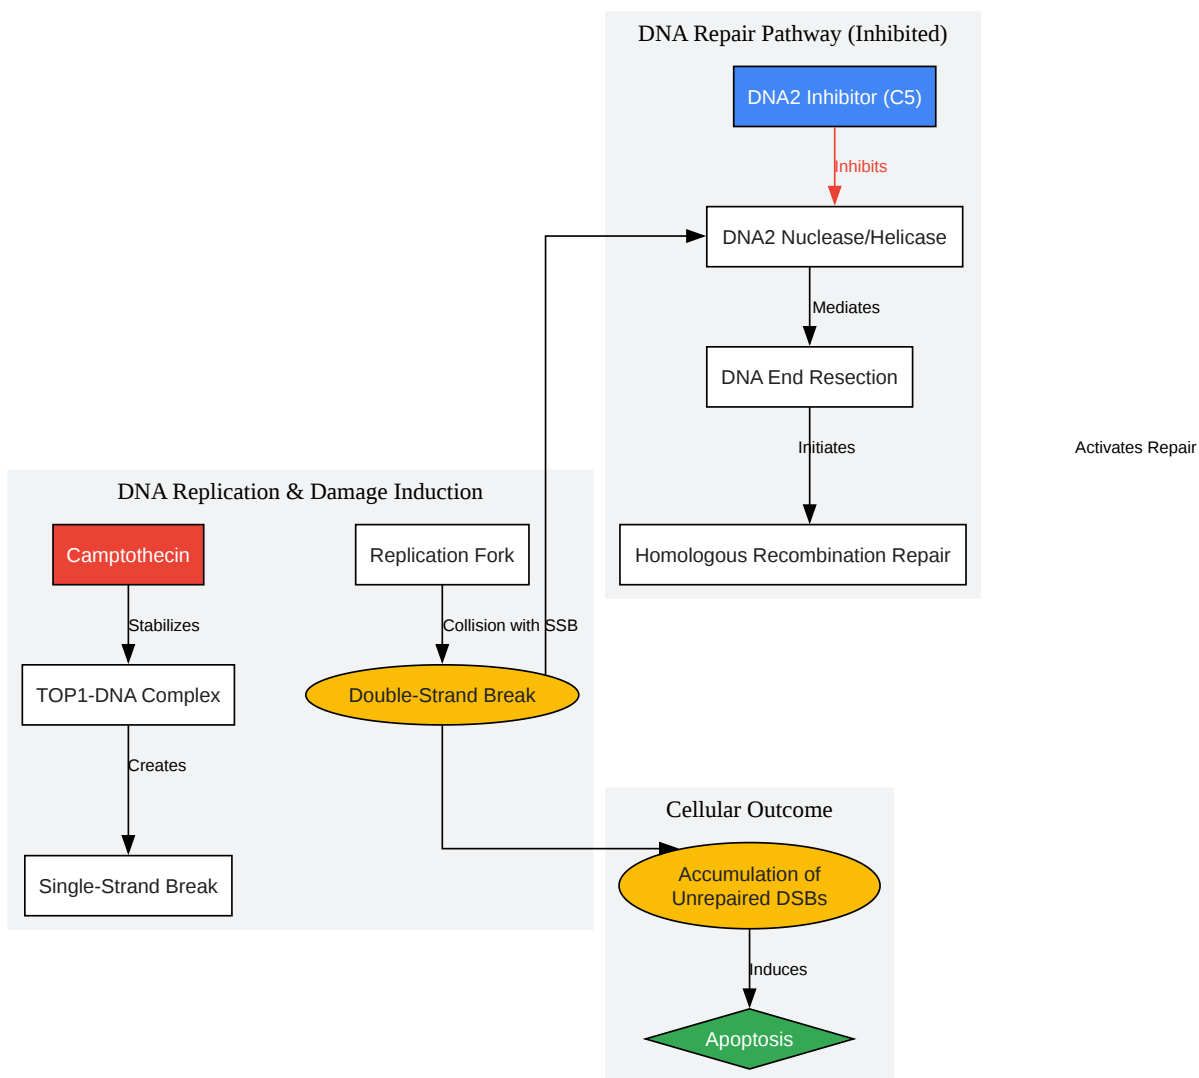 DNA Repair Pathway (Inhibited)
DNA2 Inhibitor (C5)
Inhibits
DNA2 Nuclease/Helicase
Mediates
DNA End Resection
Initiates
Activates Repair
Homologous Recombination Repair
DNA Replication & Damage Induction
Camptothecin
Replication Fork
Stabilizes
Collision with SSB
TOP1-DNA Complex
Double-Strand Break
Creates
Single-Strand Break
Cellular Outcome
Accumulation of
Unrepaired DSBs
Induces
Apoptosis